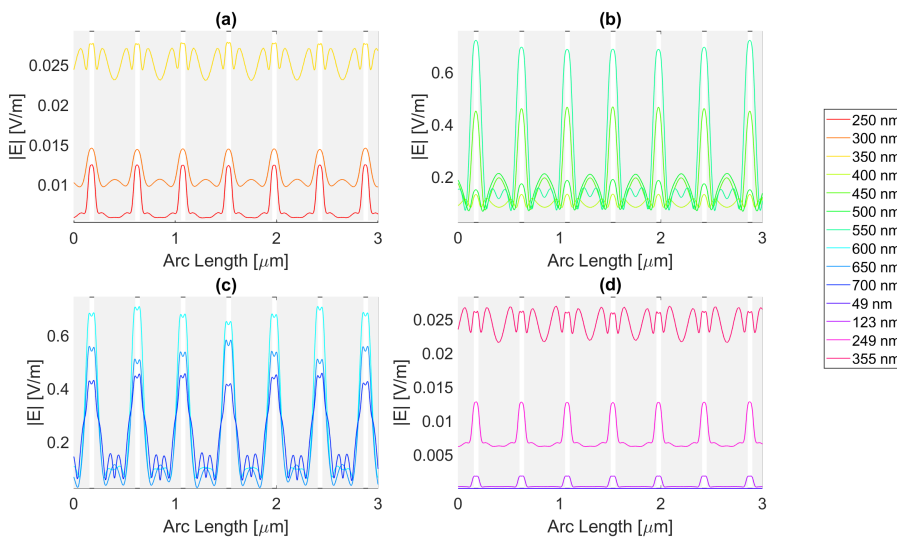 (a)
|E| [V/m]
0.025
0.02
0.015
0.01
0
1
2
3
Arc Length [μm]
(b)
|E| [V/m]
0.6
0.4
0.2
0
1
2
3
Arc Length [μm]
(c)
|E| [V/m]
0.6
0.4
0.2
0
1
2
3
Arc Length [μm]
(d)
|E| [V/m]
0.025
0.02
0.015
0.01
0.005
0
1
2
3
Arc Length [μm]
250 nm
300 nm
350 nm
400 nm
450 nm
500 nm
550 nm
600 nm
650 nm
700 nm
49 nm
123 nm
249 nm
355 nm